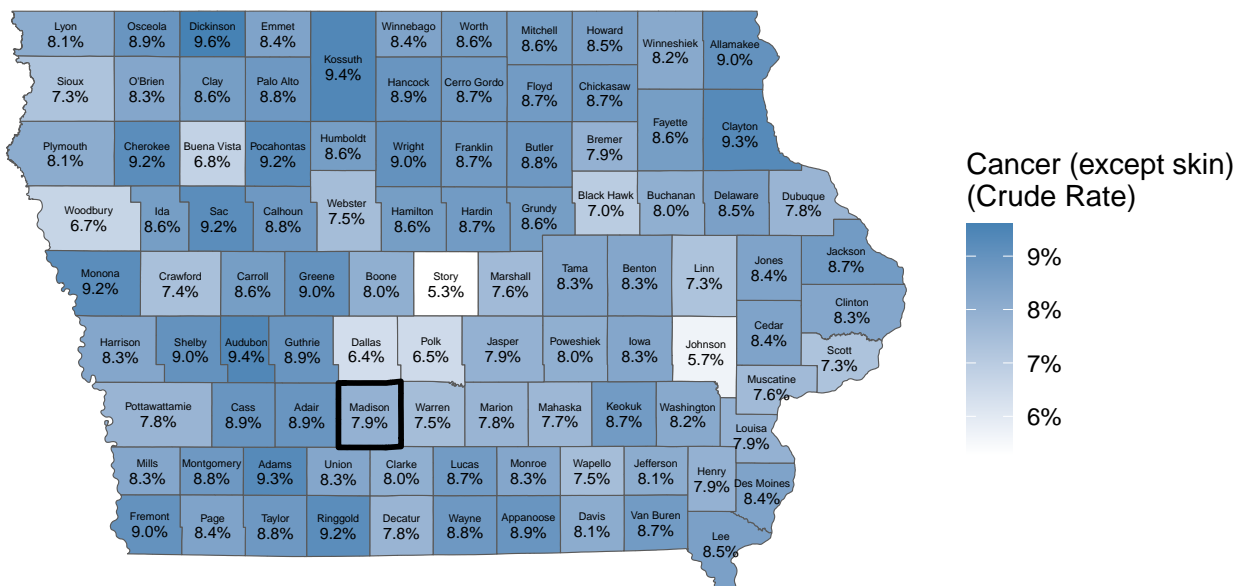 Lyon
8.1%
Osceola
8.9%
Dickinson
9.6%
Emmet
8.4%
Kossuth
9.4%
Winnebago
8.4%
Worth
8.6%
Mitchell
8.6%
Howard
8.5%
Winneshiek
8.2%
Allamakee
9.0%
Sioux
7.3%
O'Brien
8.3%
Clay
8.6%
Palo Alto
8.8%
Hancock
8.9%
Cerro Gordo
8.7%
Floyd
8.7%
Chickasaw
8.7%
Fayette
8.6%
Clayton
9.3%
Plymouth
8.1%
Cherokee
9.2%
Buena Vista
6.8%
Pocahontas
9.2%
Humboldt
8.6%
Wright
9.0%
Franklin
8.7%
Butler
8.8%
Bremer
7.9%
Woodbury
6.7%
Ida
8.6%
Sac
9.2%
Calhoun
8.8%
Webster
7.5%
Hamilton
8.6%
Hardin
8.7%
Grundy
8.6%
Black Hawk
7.0%
Buchanan
8.0%
Delaware
8.5%
Dubuque
7.8%
Monona
9.2%
Crawford
7.4%
Carroll
8.6%
Greene
9.0%
Boone
8.0%
Story
5.3%
Marshall
7.6%
Tama
8.3%
Benton
8.3%
Linn
7.3%
Jones
8.4%
Jackson
8.7%
Clinton
8.3%
Harrison
8.3%
Shelby
9.0%
Audubon
9.4%
Guthrie
8.9%
Dallas
6.4%
Polk
6.5%
Jasper
7.9%
Poweshiek
8.0%
Iowa
8.3%
Johnson
5.7%
Cedar
8.4%
Scott
7.3%
Muscatine
7.6%
Pottawattamie
7.8%
Cass
8.9%
Adair
8.9%
Madison
7.9%
Warren
7.5%
Marion
7.8%
Mahaska
7.7%
Keokuk
8.7%
Washington
8.2%
Louisa
7.9%
Mills
8.3%
Montgomery
8.8%
Adams
9.3%
Union
8.3%
Clarke
8.0%
Lucas
8.7%
Monroe
8.3%
Wapello
7.5%
Jefferson
8.1%
Henry
7.9%
Des Moines
8.4%
Fremont
9.0%
Page
8.4%
Taylor
8.8%
Ringgold
9.2%
Decatur
7.8%
Wayne
8.8%
Appanoose
8.9%
Davis
8.1%
Van Buren
8.7%
Lee
8.5%
Cancer (except skin)
(Crude Rate)
9%
8%
7%
6%